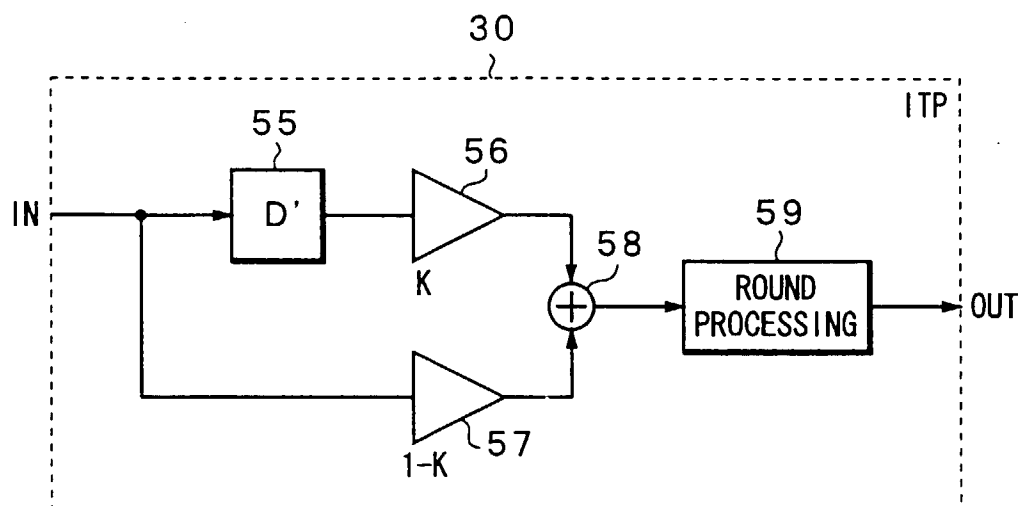 30
ITP
55
56
D'
IN
K
58
59
ROUND
PROCESSING
OUT
57
1-K